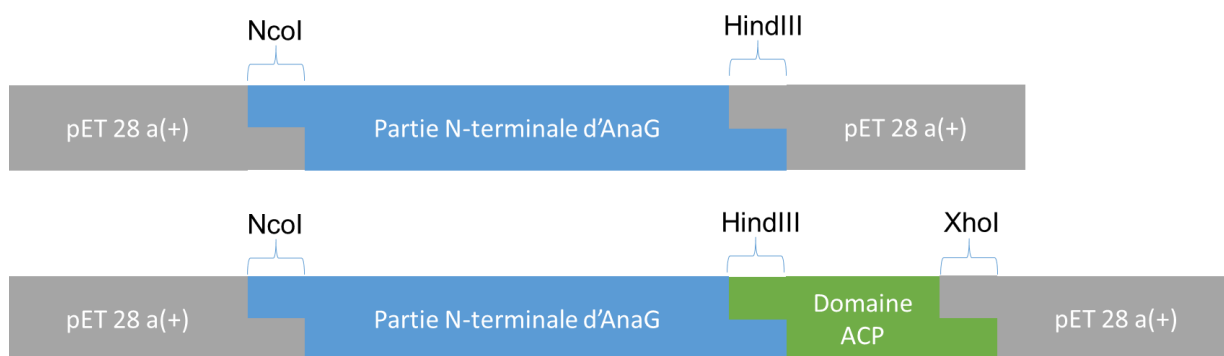 NcoI HindIII
pET 28 a(+) Partie N-terminale d'AnaG pET 28 a(+)
NcoI HindIII XhoI
pET 28 a(+) Partie N-terminale d'AnaG Domaine
ACP pET 28 a(+)